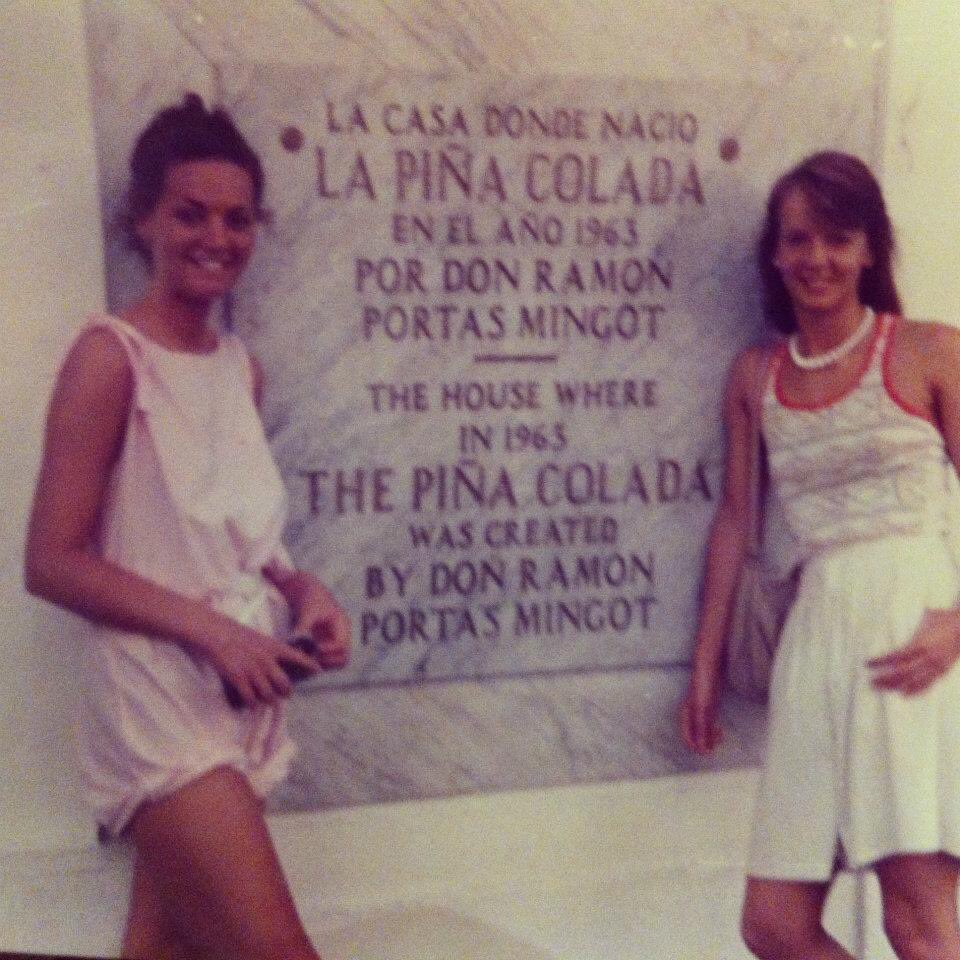 LA CASA DONDE NACIO
LA PIÑA COLADA
EN EL AÑO 1963
POR DON RAMON
PORTAS MINGOT
THE HOUSE WHERE
IN 1963
THE PIÑA COLADA
WAS CREATED
BY DON RAMON
PORTAS MINGOT